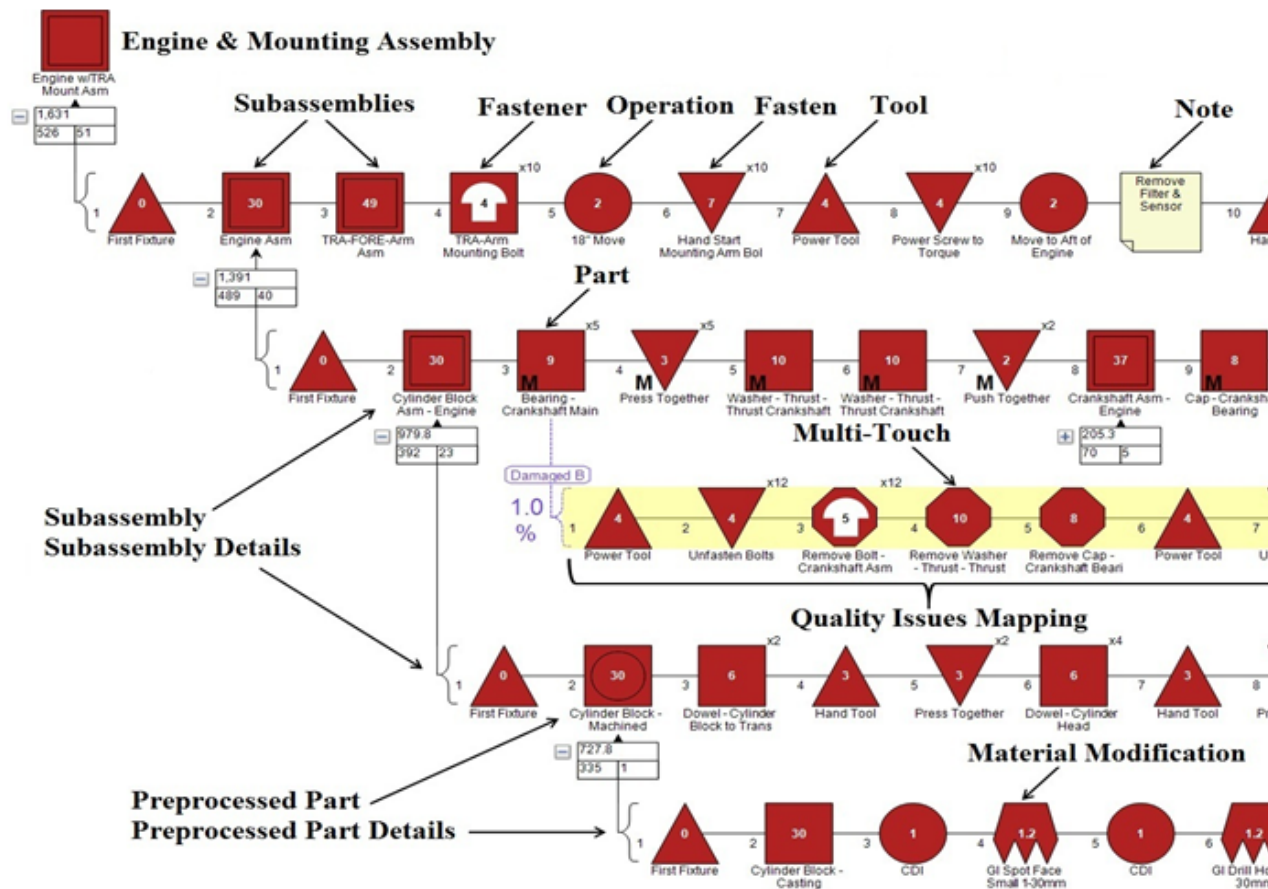 Engine & Mounting Assembly
Engine w/TRA
Mount Asm
1,631
526 51
Subassemblies
Fastener
Operation
Fasten
Tool
Note
x10
x10
x10
1 0 2 30 3 49 4 4 5 2 6 7 7 4 8 4 9 2
Remove
Filter &
Sensor
10
First Fixture
Engine Asm
TRA-FORE-Arm
Asm
TRA-Arm
Mounting Bolt
18" Move
Hand Start
Mounting Arm Bol
Power Tool
Power Screw to
Torque
Move to Aft of
Engine
1,391
489 40
Part
x5
x5
x2
1 0 2 30 3 9 M 4 3 M 5 10 M 6 10 M 7 2 M 8 37 9 8 M
First Fixture
Cylinder Block
Asm - Engine
Bearing -
Crankshaft Main
Press Together
Washer - Thrust -
Thrust Crankshaft
Washer - Thrust -
Thrust Crankshaft
Push Together
Crankshaft Asm -
Engine
Bearing
979.8
392 23
205.3
70 5
Multi-Touch
Damaged B
1.0
%
x12
x12
1 4 2 4 3 5 4 10 5 8 6 4 7
Power Tool
Unfasten Bolts
Remove Bolt -
Crankshaft Asm
Remove Washer
- Thrust - Thrust
Remove Cap -
Crankshaft Beari
Power Tool
Subassembly
Subassembly Details
Quality Issues Mapping
x2
x2
x4
1 0 2 30 3 6 4 3 5 3 6 6 7 3 8
First Fixture
Cylinder Block -
Machined
Dowel - Cylinder
Block to Trans
Hand Tool
Press Together
Dowel - Cylinder
Head
Hand Tool
727.8
335 1
Material Modification
Preprocessed Part
Preprocessed Part Details
1 0 2 30 3 1 4 1.2 5 1 6 1.2
First Fixture
Cylinder Block -
Casting
CDI
GI Spot Face
Small 1-30mm
CDI
GI Drill Ho
30mm